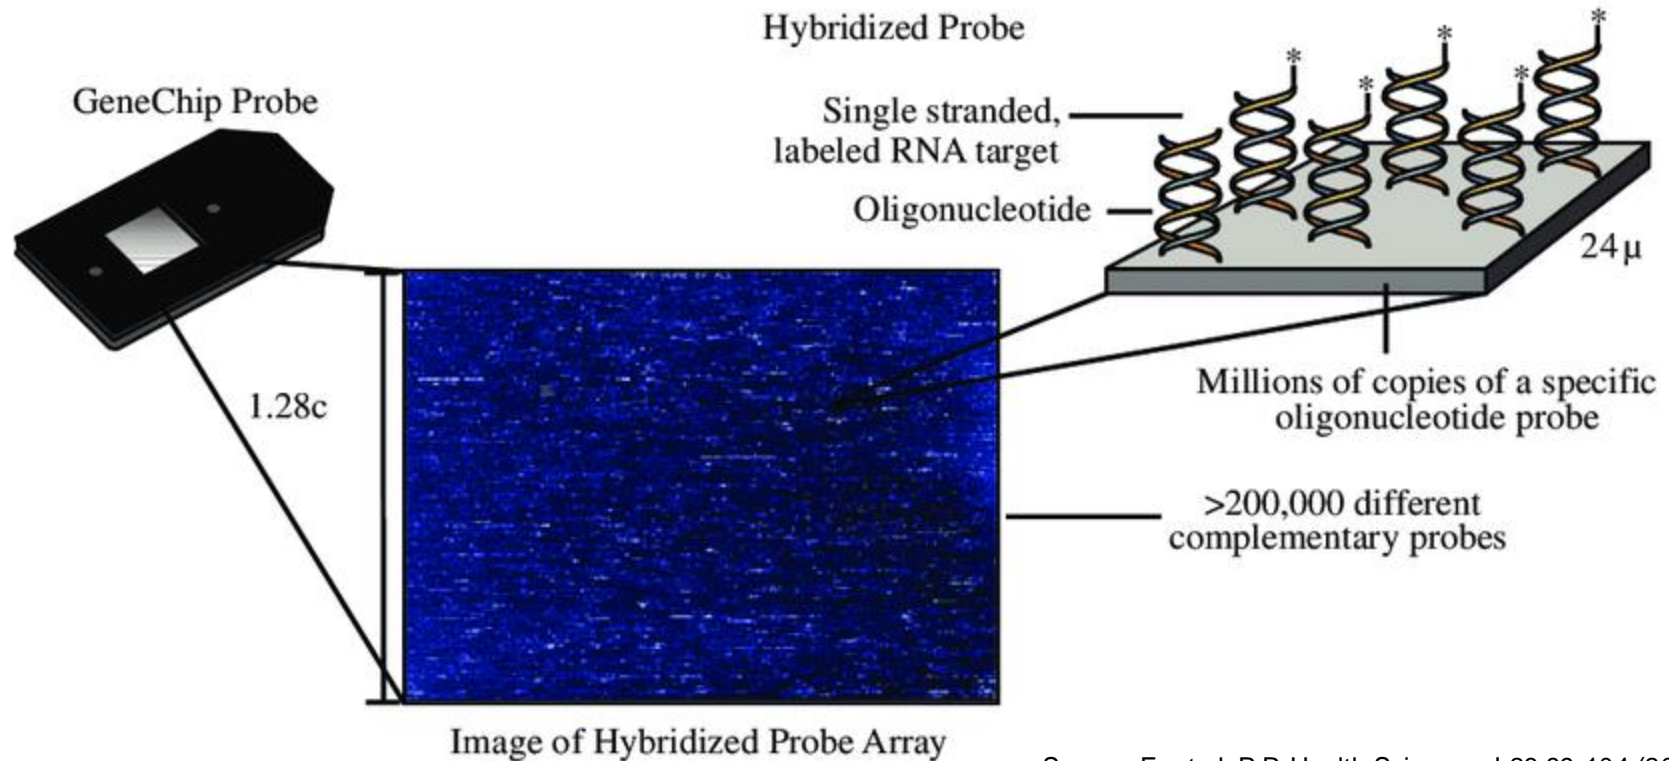 GeneChip Probe
Hybridized Probe
Single stranded,
labeled RNA target
Oligonucleotide
24μ
1.28c
Millions of copies of a specific
oligonucleotide probe
>200,000 different
complementary probes
Image of Hybridized Probe Array